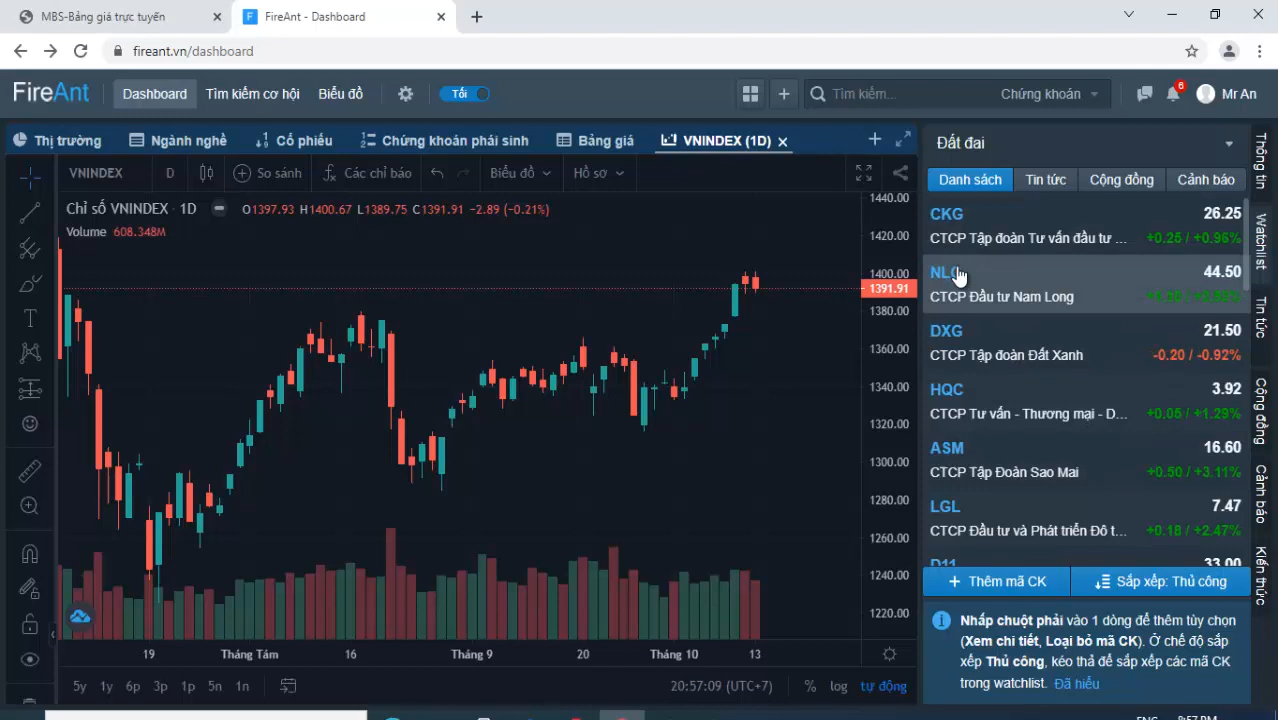 MBS-Bảng giá trực tuyến
FireAnt - Dashboard
fireant.vn/dashboard
FireAnt Dashboard Tìm kiếm cơ hội Biểu đồ Tối Tìm kiếm... Chứng khoán 6 Mr An
Thị trường Ngành nghề Cổ phiếu Chứng khoán phái sinh Bảng giá VNINDEX (1D)
VNINDEX D So sánh Các chỉ báo Biểu đồ Hồ sơ
Chỉ số VNINDEX · 1D O1397.93 H1400.67 L1389.75 C1391.91 −2.89 (−0.21%)
Volume 608.348M
1440.00
1420.00
1400.00
1391.91
1380.00
1360.00
1340.00
1320.00
1300.00
1280.00
1260.00
1240.00
1220.00
19 Tháng Tám 16 Tháng 9 20 Tháng 10 13
5y 1y 6p 3p 1p 5n 1n 20:57:09 (UTC+7) % log tự động
Đất đai
Danh sách Tin tức Cộng đồng Cảnh báo
CKG 26.25
CTCP Tập đoàn Tư vấn đầu tư ... +0.25 / +0.96%
44.50
CTCP Đầu tư Nam Long
DXG 21.50
CTCP Tập đoàn Đất Xanh -0.20 / -0.92%
HQC 3.92
CTCP Tư vấn - Thương mại - D... +0.05 / +1.29%
ASM 16.60
CTCP Tập Đoàn Sao Mai +0.50 / +3.11%
LGL 7.47
CTCP Đầu tư và Phát triển Đô t... +0.18 / +2.47%
D11 33.00
Thêm mã CK Sắp xếp: Thủ công
Nhấp chuột phải vào 1 dòng để thêm tùy chọn
(Xem chi tiết, Loại bỏ mã CK). Ở chế độ sắp
xếp Thủ công, kéo thả để sắp xếp các mã CK
trong watchlist. Đã hiểu
Thông tin
Watchlist
Tin tức
Cộng đồng
Cảnh báo
Kiến thức
ENG 8:57 PM